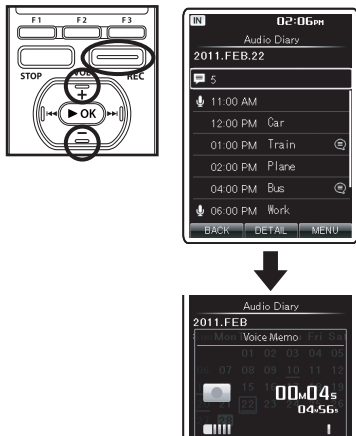 F1 F2 F3
STOP VOL REC
+
OK
−
IN 02:06PM
Audio Diary
2011.FEB.22
5
11:00 AM
12:00 PM Car
01:00 PM Train
02:00 PM Plane
04:00 PM Bus
06:00 PM Work
BACK DETAIL MENU
Audio Diary
2011.FEB
Voice Memo
Mon Fri Sat
01 02 03 04 05
06 07 08 09 10 11 12
15 16
00M04s
04M56s
22 23